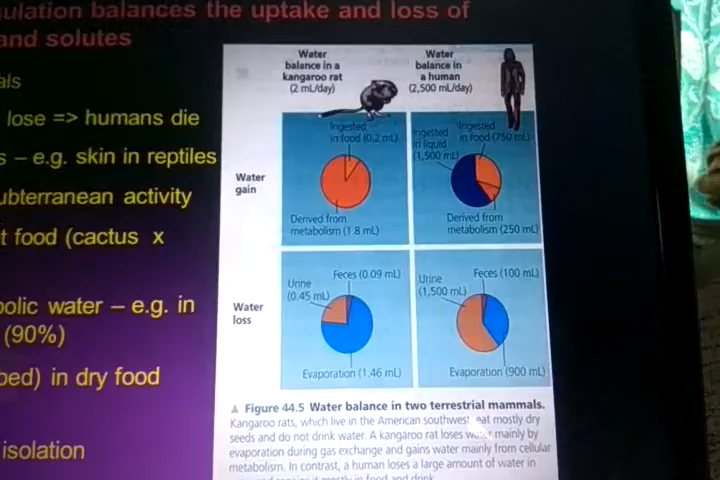 ulation balances the uptake and loss of
and solutes
als
lose => humans die
s – e.g. skin in reptiles
ubterranean activity
t food (cactus x
bolic water – e.g. in
(90%)
bed) in dry food
isolation
Water
balance in a
kangaroo rat
(2 mL/day)
Water
balance in
a human
(2,500 mL/day)
Water
gain
Ingested
in food (0.2 mL)
Derived from
metabolism (1.8 mL)
Ingested
in liquid
(1,500 mL)
Ingested
in food (750 mL)
Derived from
metabolism (250 mL)
Water
loss
Urine
(0.45 mL)
Feces (0.09 mL)
Evaporation (1.46 mL)
Urine
(1,500 mL)
Feces (100 mL)
Evaporation (900 mL)
▲ Figure 44.5 Water balance in two terrestrial mammals.
Kangaroo rats, which live in the American southwest, eat mostly dry
seeds and do not drink water. A kangaroo rat loses water mainly by
evaporation during gas exchange and gains water mainly from cellular
metabolism. In contrast, a human loses a large amount of water in
in food and drink.